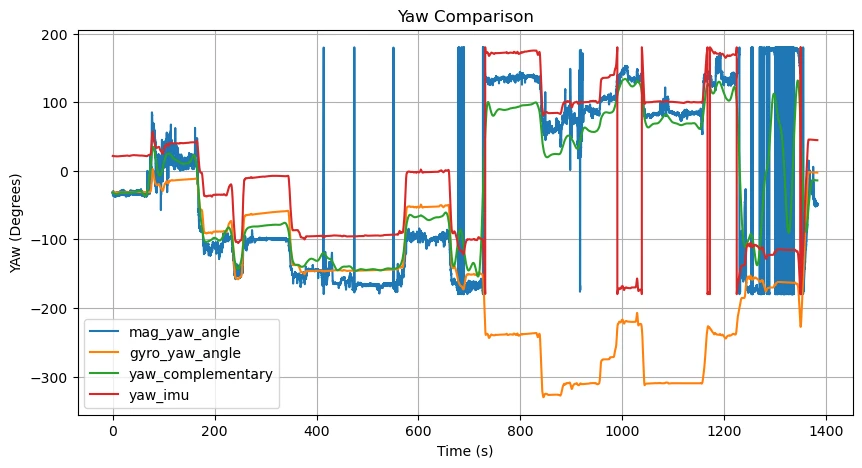 Yaw Comparison
200
100
0
−100
−200
−300
YAw (Degrees)
mag_yaw_angle
gyro_yaw_angle
yaw_complementary
yaw_imu
0 200 400 600 800 1000 1200 1400
Time (s)